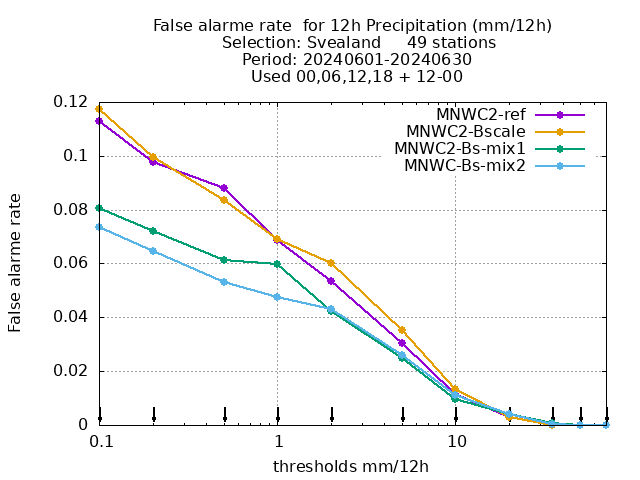 False alarme rate  for 12h Precipitation (mm/12h)
Selection: Svealand     49 stations
Period: 20240601-20240630
Used 00,06,12,18 + 12-00
MNWC2-ref
MNWC2-Bscale
MNWC2-Bs-mix1
MNWC-Bs-mix2
False alarme rate
0.12
0.1
0.08
0.06
0.04
0.02
0
0.1
1
10
thresholds mm/12h